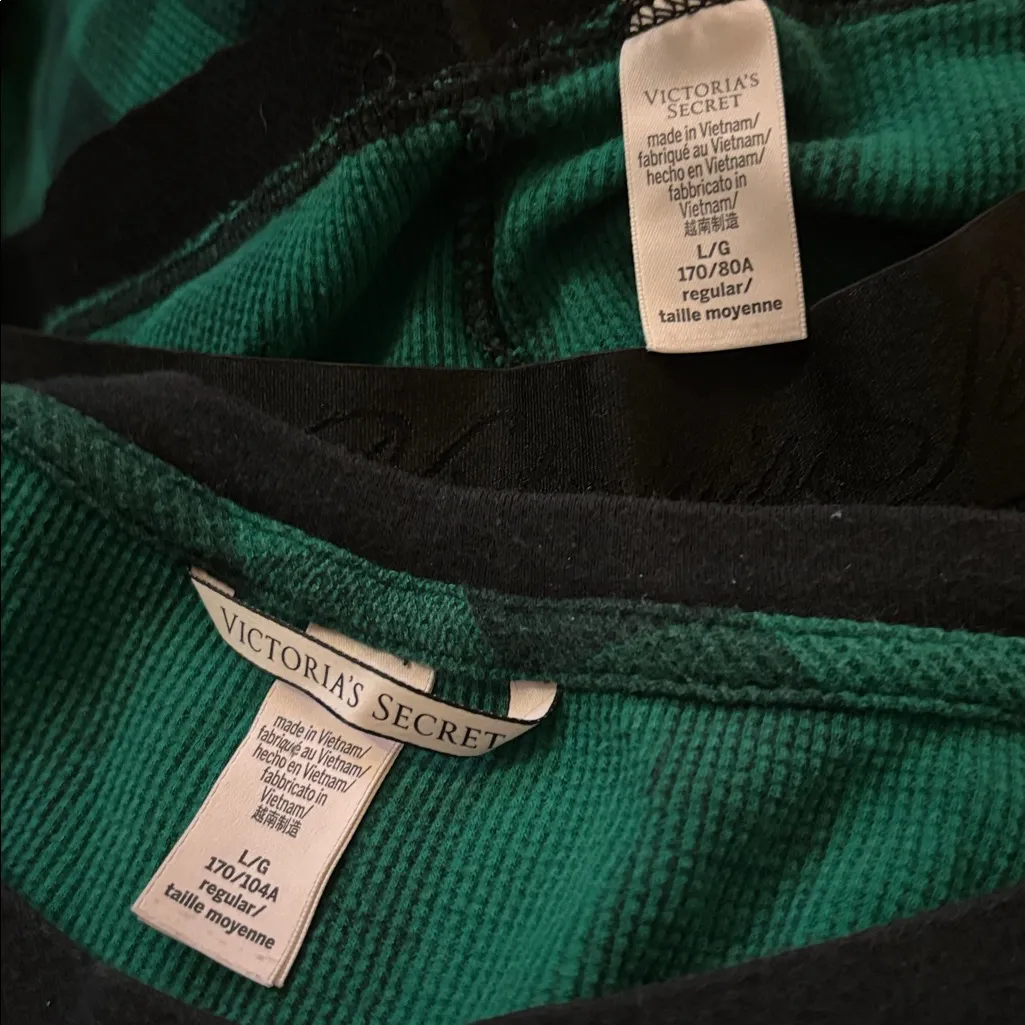 VICTORIA'S
SECRET
made in Vietnam/
fabriqué au Vietnam/
hecho en Vietnam/
fabbricato in
Vietnam/
越南制造
L/G
170/80A
regular/
taille moyenne
VICTORIA'S SECRET
made in Vietnam/
fabriqué au Vietnam/
hecho en Vietnam/
fabbricato in
Vietnam/
越南制造
L/G
170/104A
regular/
taille moyenne